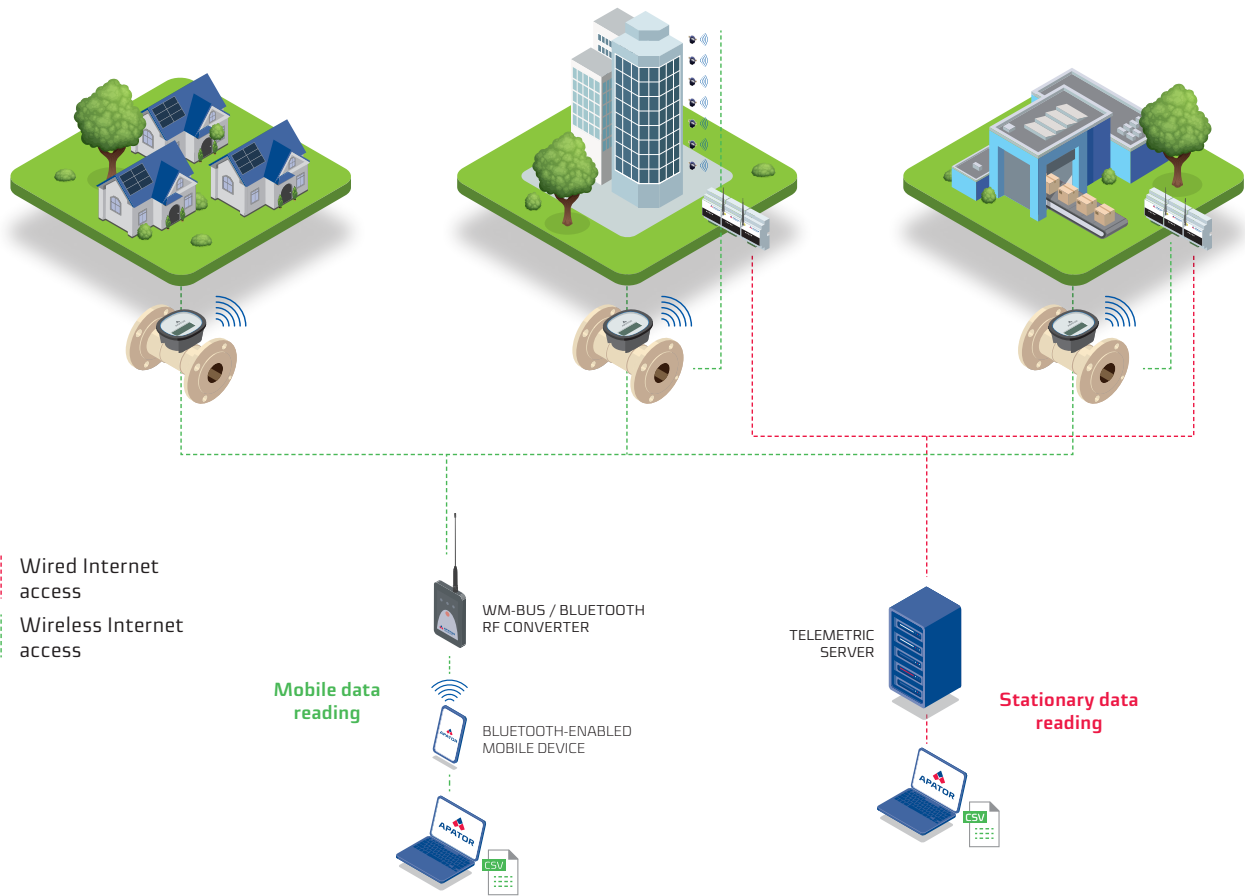 Wired Internet
access
Wireless Internet
access
WM-BUS / BLUETOOTH
RF CONVERTER
Mobile data
reading
BLUETOOTH-ENABLED
MOBILE DEVICE
APATOR
APATOR
CSV
TELEMETRIC
SERVER
Stationary data
reading
APATOR
CSV